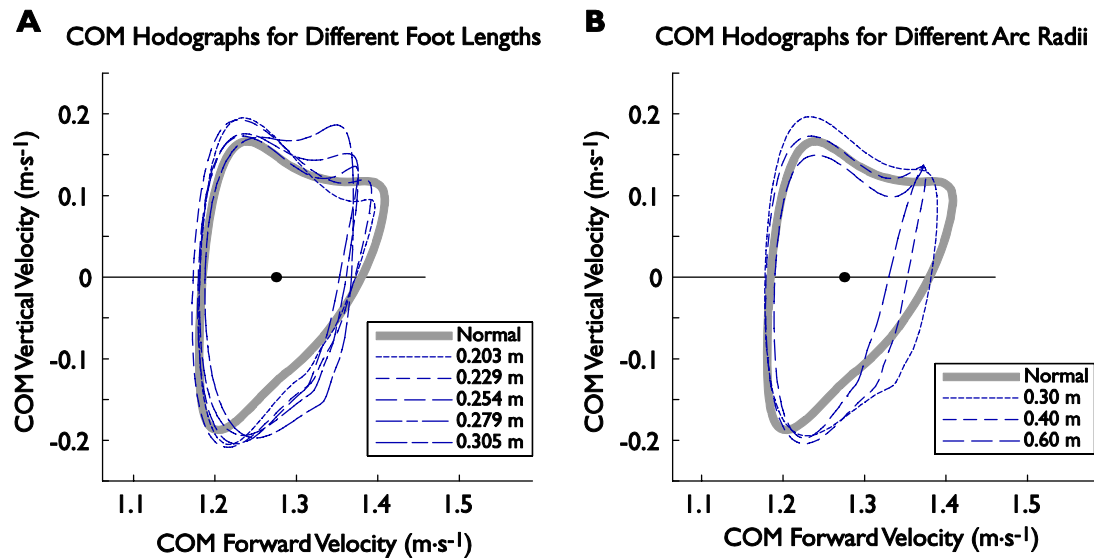 A
COM Hodographs for Different Foot Lengths
COM Vertical Velocity (m·s-1)
0.2
0.1
0
-0.1
-0.2
Normal
0.203 m
0.229 m
0.254 m
0.279 m
0.305 m
1.1 1.2 1.3 1.4 1.5
COM Forward Velocity (m·s-1)
B
COM Hodographs for Different Arc Radii
COM Vertical Velocity (m·s-1)
0.2
0.1
0
-0.1
-0.2
Normal
0.30 m
0.40 m
0.60 m
1.1 1.2 1.3 1.4 1.5
COM Forward Velocity (m·s-1)